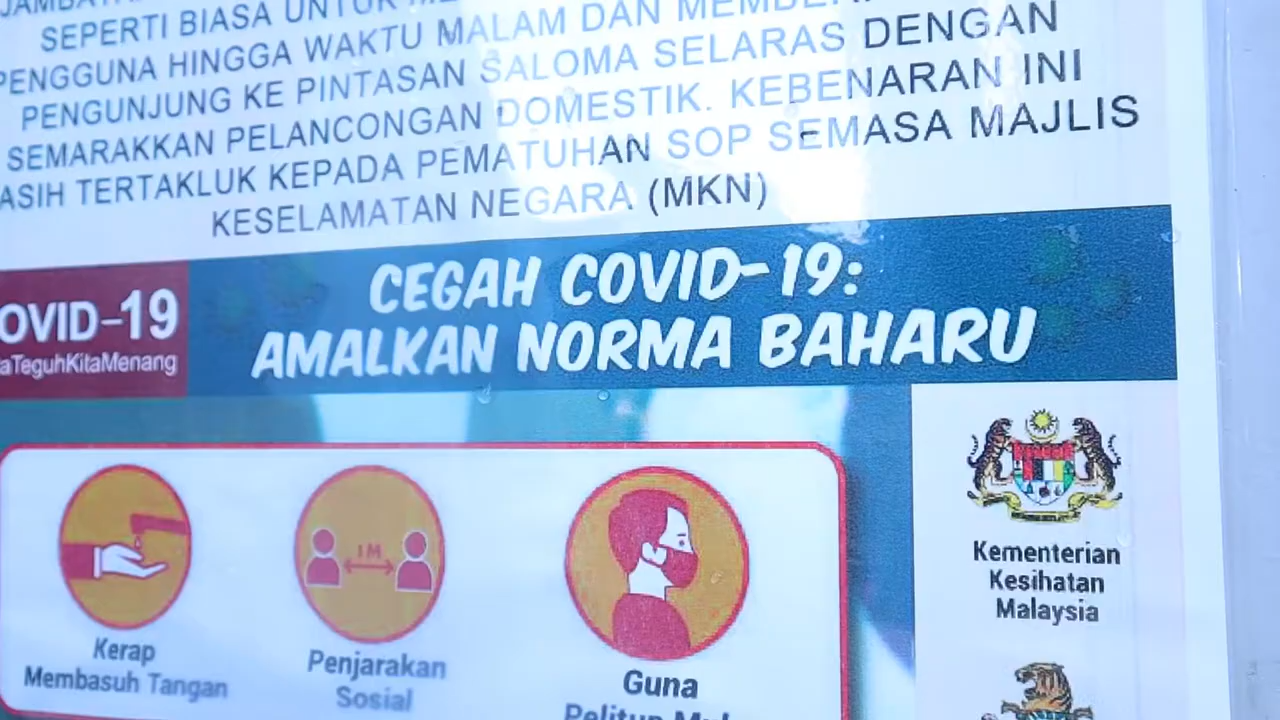 SEPERTI BIASA UNTUK
PENGGUNA HINGGA WAKTU MALAM DAN
PENGUNJUNG KE PINTASAN SALOMA SELARAS DENGAN
SEMARAKKAN PELANCONGAN DOMESTIK. KEBENARAN INI
ASIH TERTAKLUK KEPADA PEMATUHAN SOP SEMASA MAJLIS
KESELAMATAN NEGARA (MKN)
OVID-19
aTeguhKitaMenang
CEGAH COVID-19:
AMALKAN NORMA BAHARU
1M
Kerap
Membasuh Tangan
Penjarakan
Sosial
Guna
Kementerian
Kesihatan
Malaysia